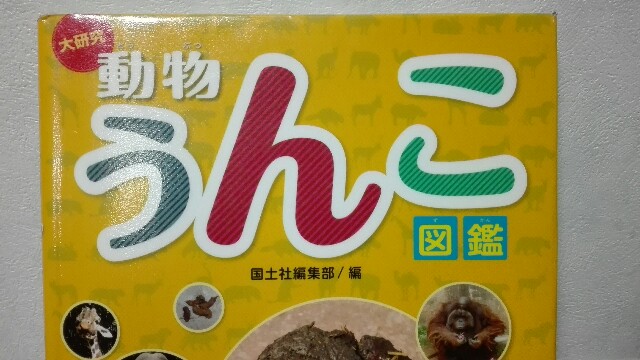 大研究
動物
うんこ
図鑑
国土社編集部/編